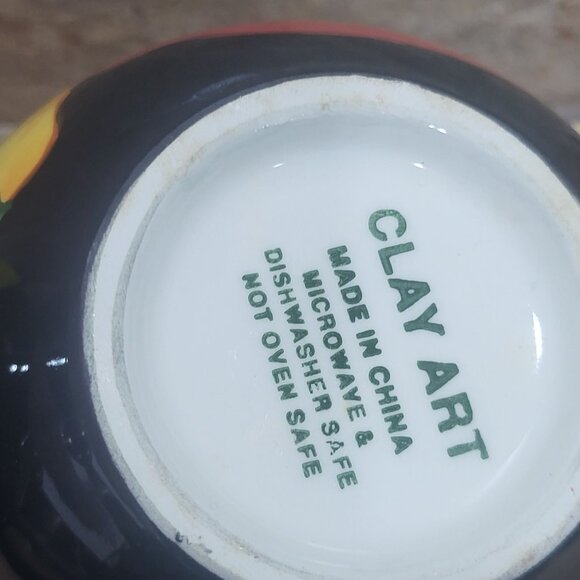 CLAY ART
MADE IN CHINA
MICROWAVE &
DISHWASHER SAFE
NOT OVEN SAFE